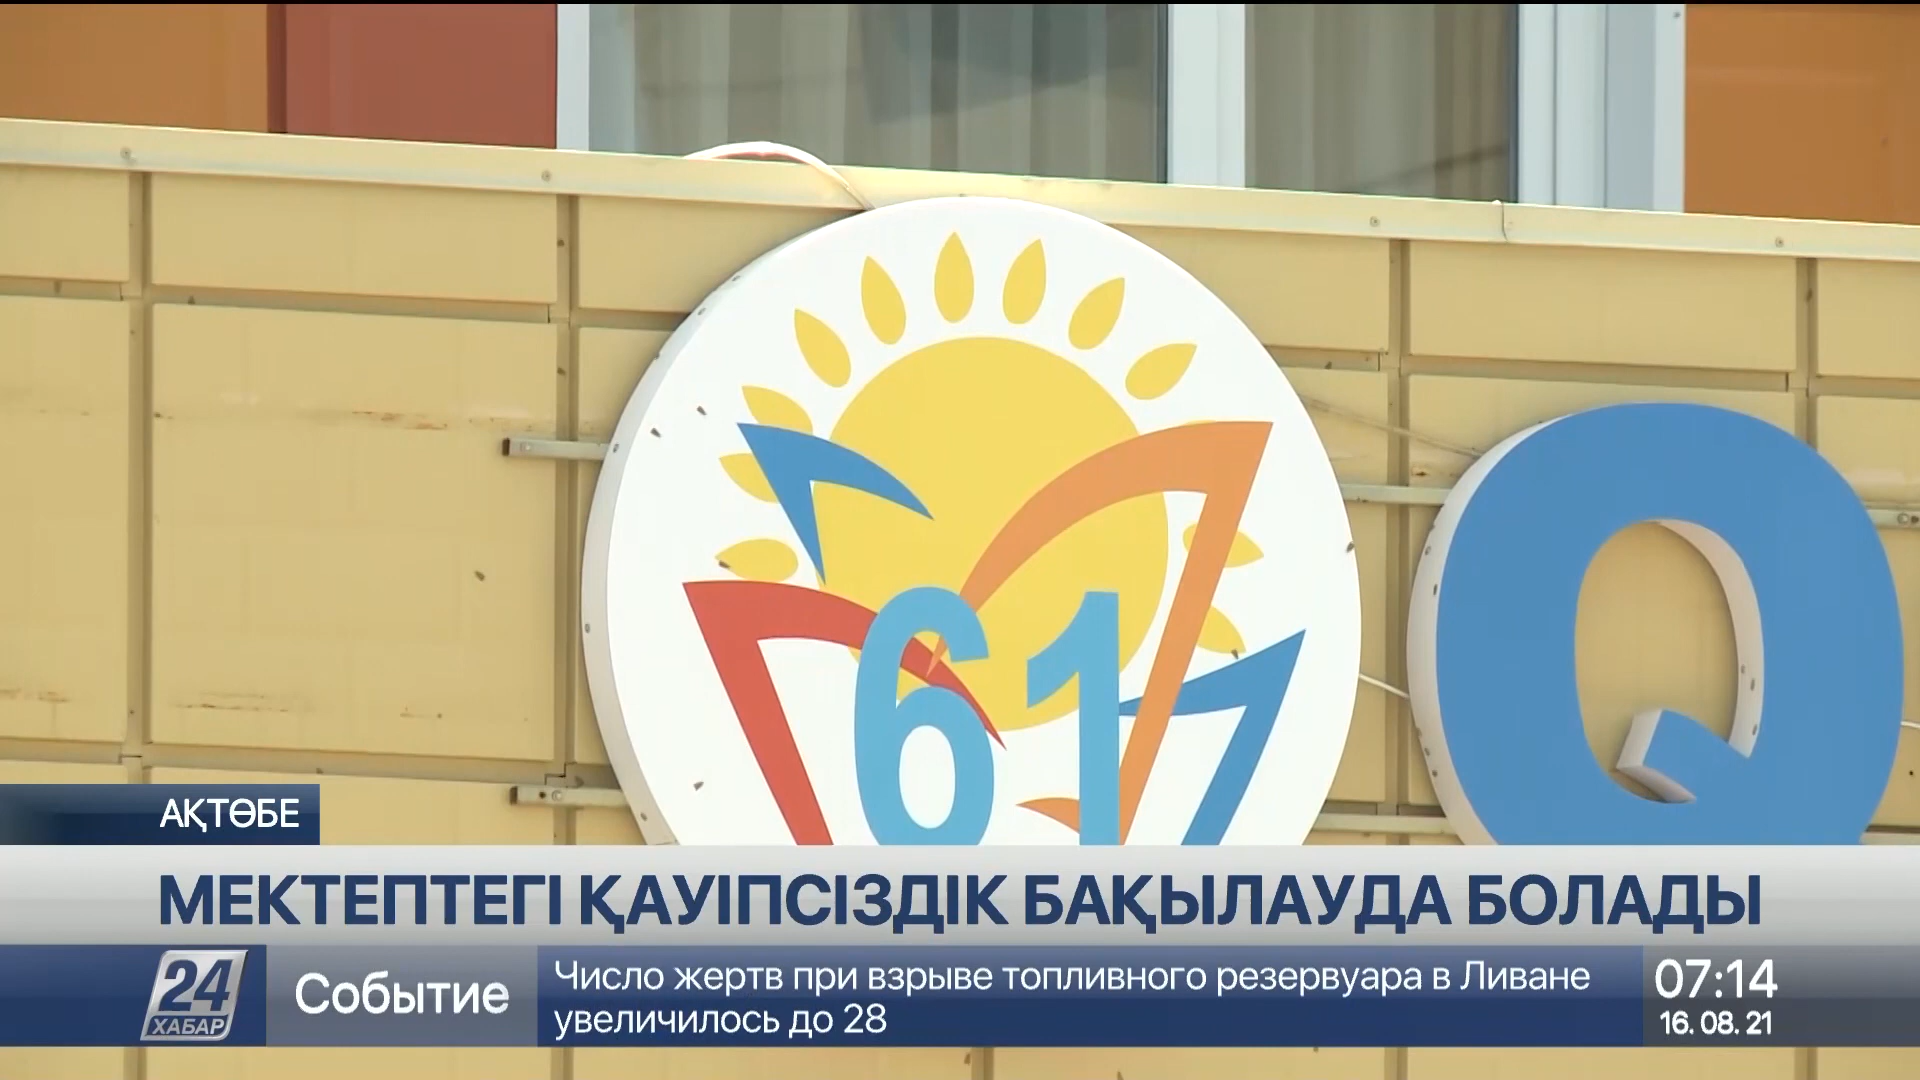 61
Q
АҚТӨБЕ
МЕКТЕПТЕГІ ҚАУІПСІЗДІК БАҚЫЛАУДА БОЛАДЫ
24
ХАБАР
Событие
Число жертв при взрыве топливного резервуара в Ливане
увеличилось до 28
07:14
16. 08. 21